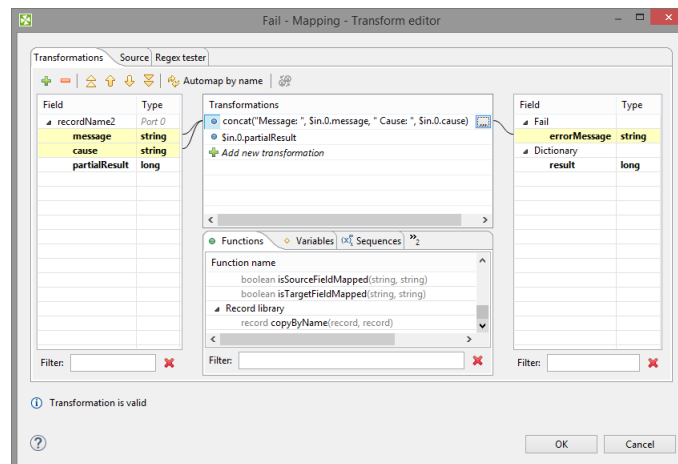 Fail - Mapping - Transform editor
Transformations Source Regex tester
Automap by name
Field Type
recordName2 Part 0
message string
cause string
partialResult long
Filter:
Transformations
concat("Message: ", $in.0.message, " Cause: ", $in.0.cause) ...
$in.0.partialResult
Add new transformation
Functions Variables (x) Sequences »2
Function name
boolean isSourceFieldMapped(string, string)
boolean isTargetFieldMapped(string, string)
Record library
record copyByName(record, record)
Filter:
Field Type
Fail
errorMessage string
Dictionary
result long
Filter:
Transformation is valid
OK Cancel